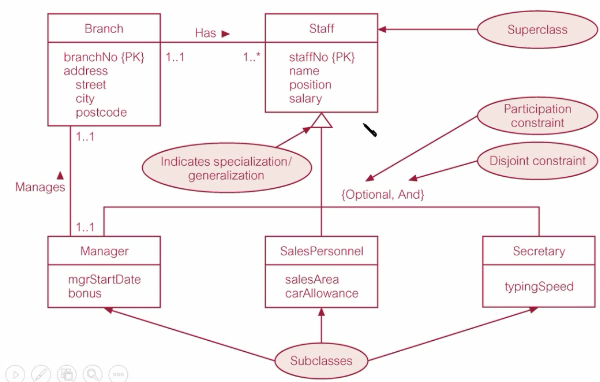 Branch
Has ►
Staff
Superclass
branchNo {PK}
address
street
city
postcode
1..1
1..*
staffNo {PK}
name
position
salary
Participation
constraint
1..1
Indicates specialization/
generalization
Disjoint constraint
▲
Manages
{Optional, And}
1..1
Manager
SalesPersonnel
Secretary
mgrStartDate
bonus
salesArea
carAllowance
typingSpeed
Subclasses